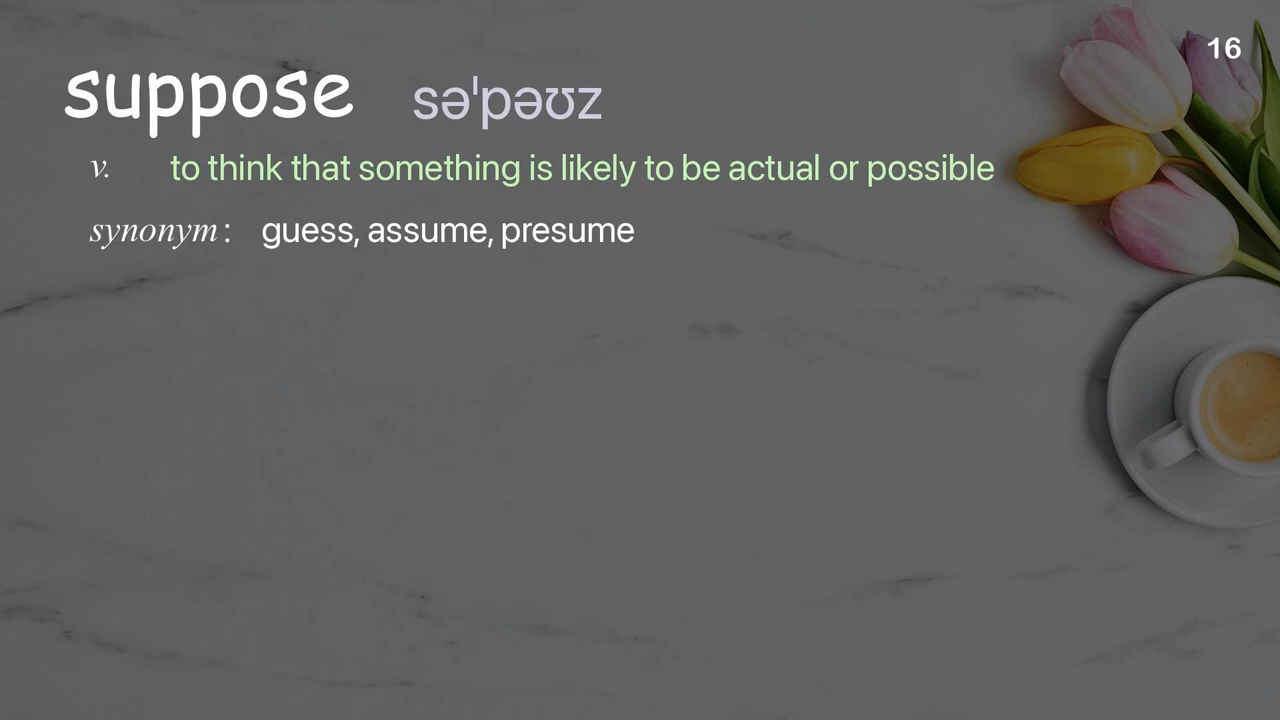 16
suppose səˈpəʊz
v. to think that something is likely to be actual or possible
synonym: guess, assume, presume